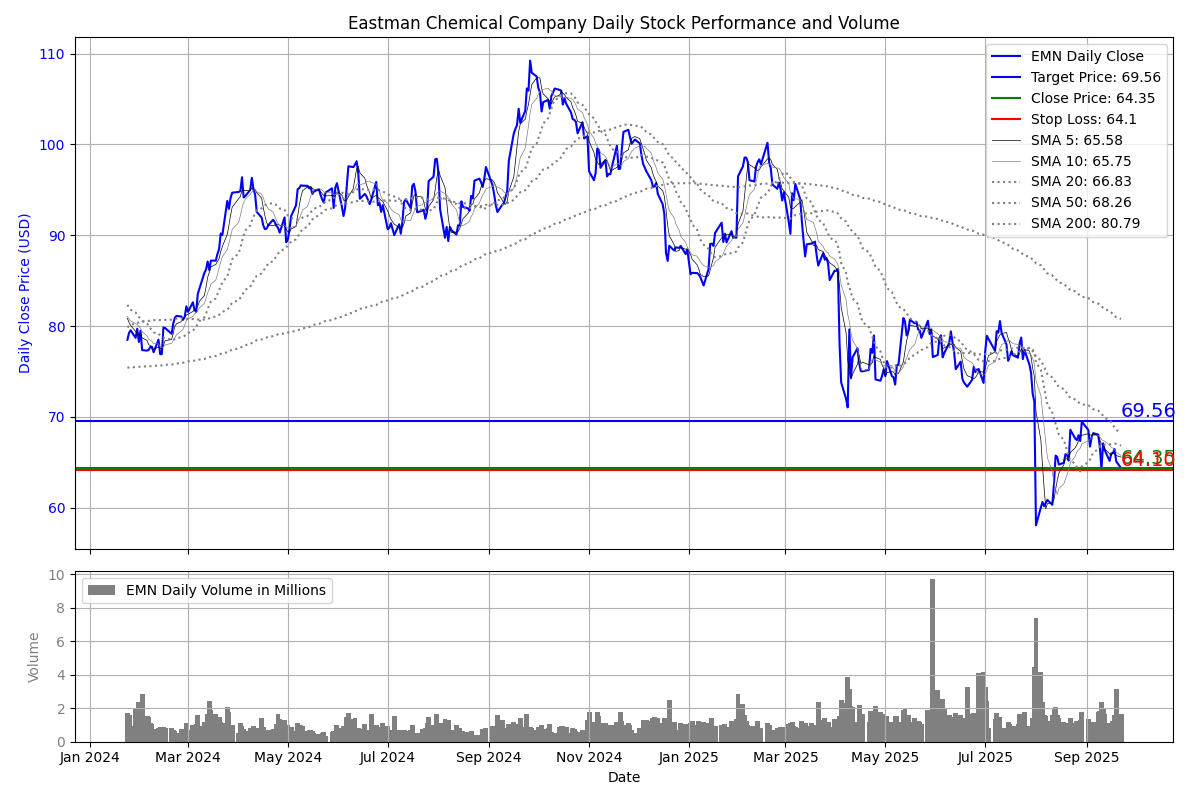 Eastman Chemical Company Daily Stock Performance and Volume
Daily Close Price (USD)
110
100
90
80
70
60
EMN Daily Close
Target Price: 69.56
Close Price: 64.35
Stop Loss: 64.1
SMA 5: 65.58
SMA 10: 65.75
SMA 20: 66.83
SMA 50: 68.26
SMA 200: 80.79
69.56
64.35
64.10
Volume
10
8
6
4
2
0
EMN Daily Volume in Millions
Jan 2024
Mar 2024
May 2024
Jul 2024
Sep 2024
Nov 2024
Jan 2025
Mar 2025
May 2025
Jul 2025
Sep 2025
Date